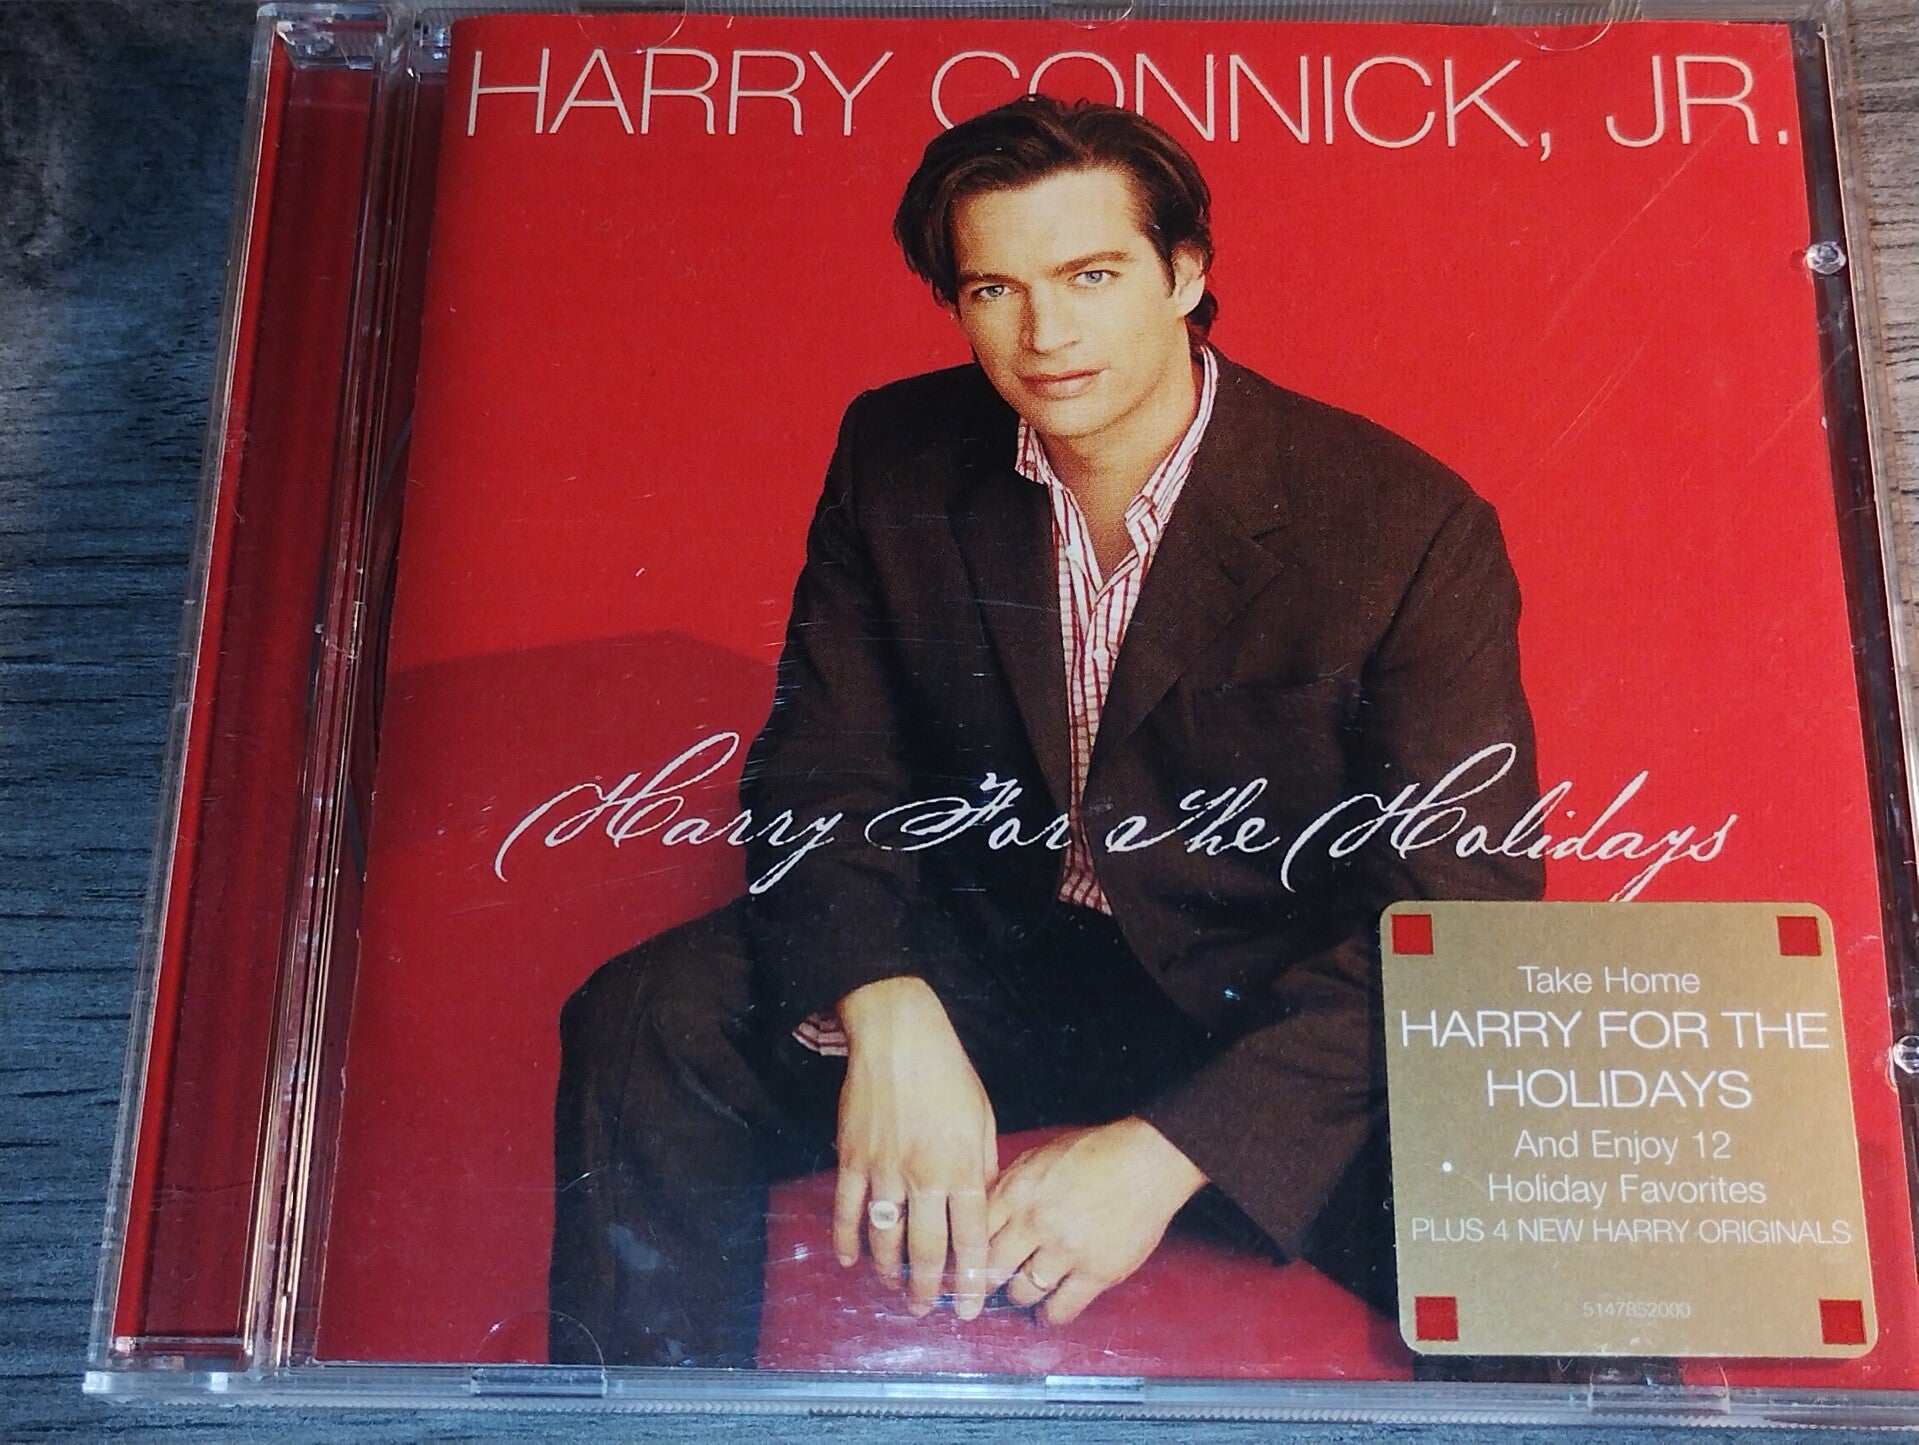 HARRY CONNICK, JR.
Harry For The Holidays
Take Home
HARRY FOR THE
HOLIDAYS
And Enjoy 12
Holiday Favorites
PLUS 4 NEW HARRY ORIGINALS
5147852000